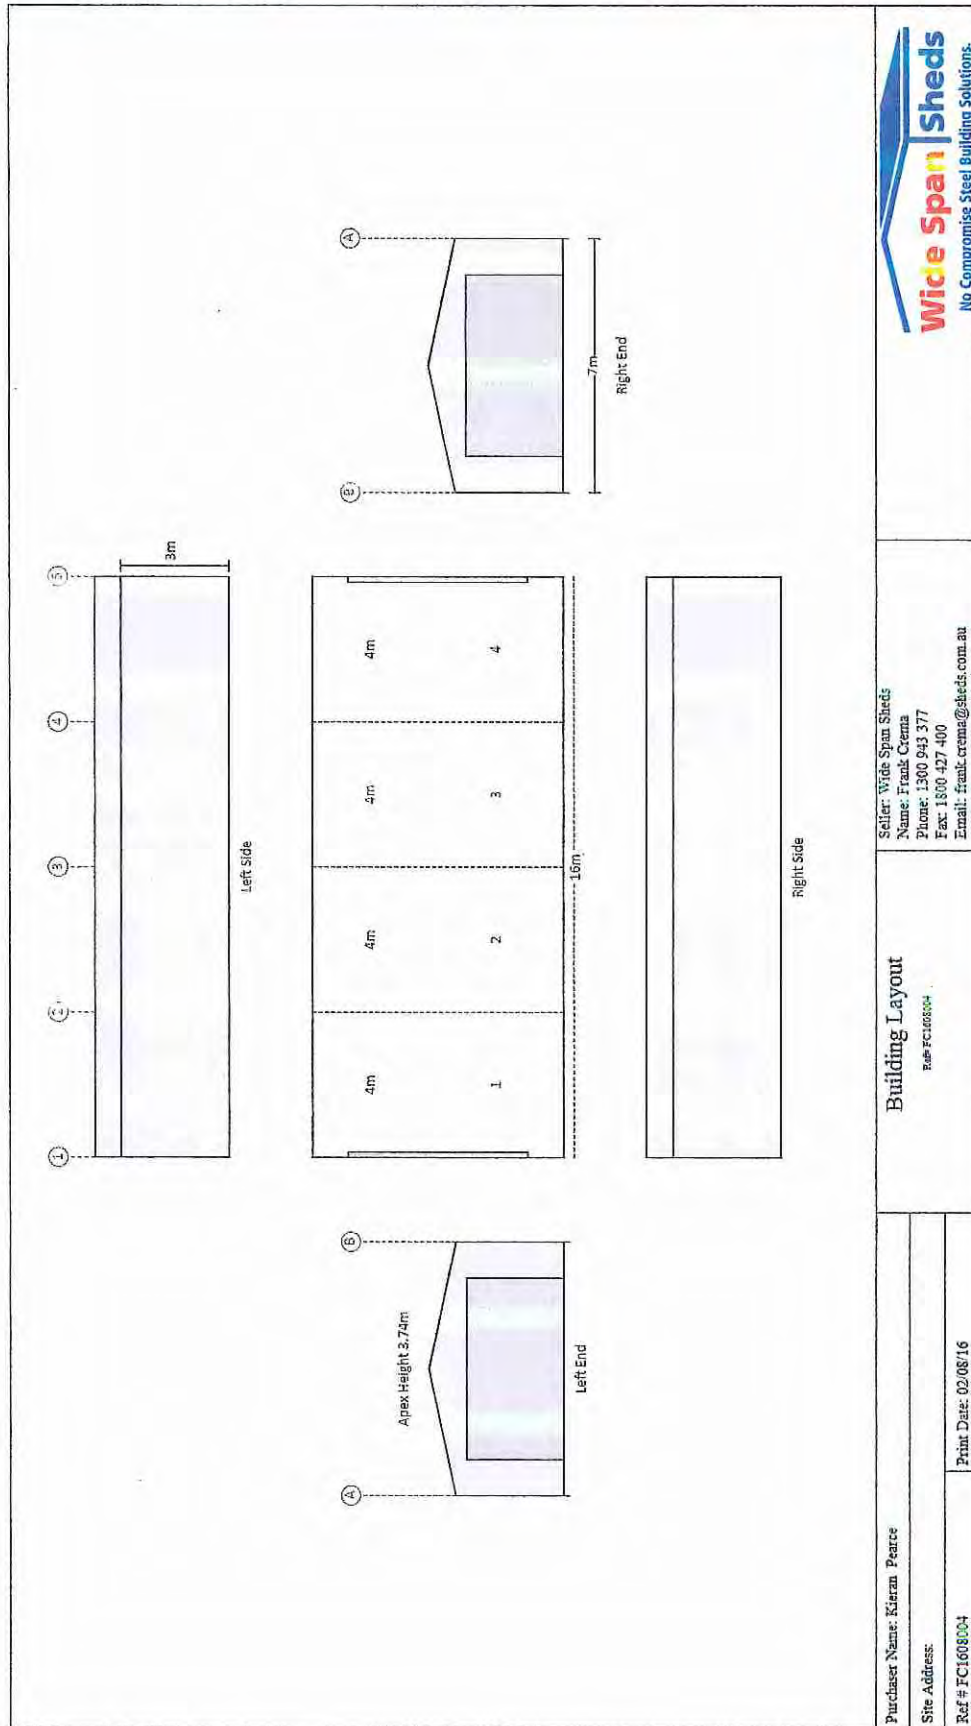 1
2
3
4
5
3m
Left Side
Apex Height 3.74m
A
B
Left End
4m
4m
4m
4m
1
2
3
4
16m
B
A
7m
Right End
Right Side
Purchaser Name: Kieran Pearce
Site Address:
Ref # FC1608004
Print Date: 02/08/16
Building Layout
Ref# FC1608004
Seller: Wide Span Sheds
Name: Frank Crema
Phone: 1300 943 377
Fax: 1800 427 400
Email: frank.crema@sheds.com.au
Wide Span Sheds
No Compromise Steel Building Solutions.